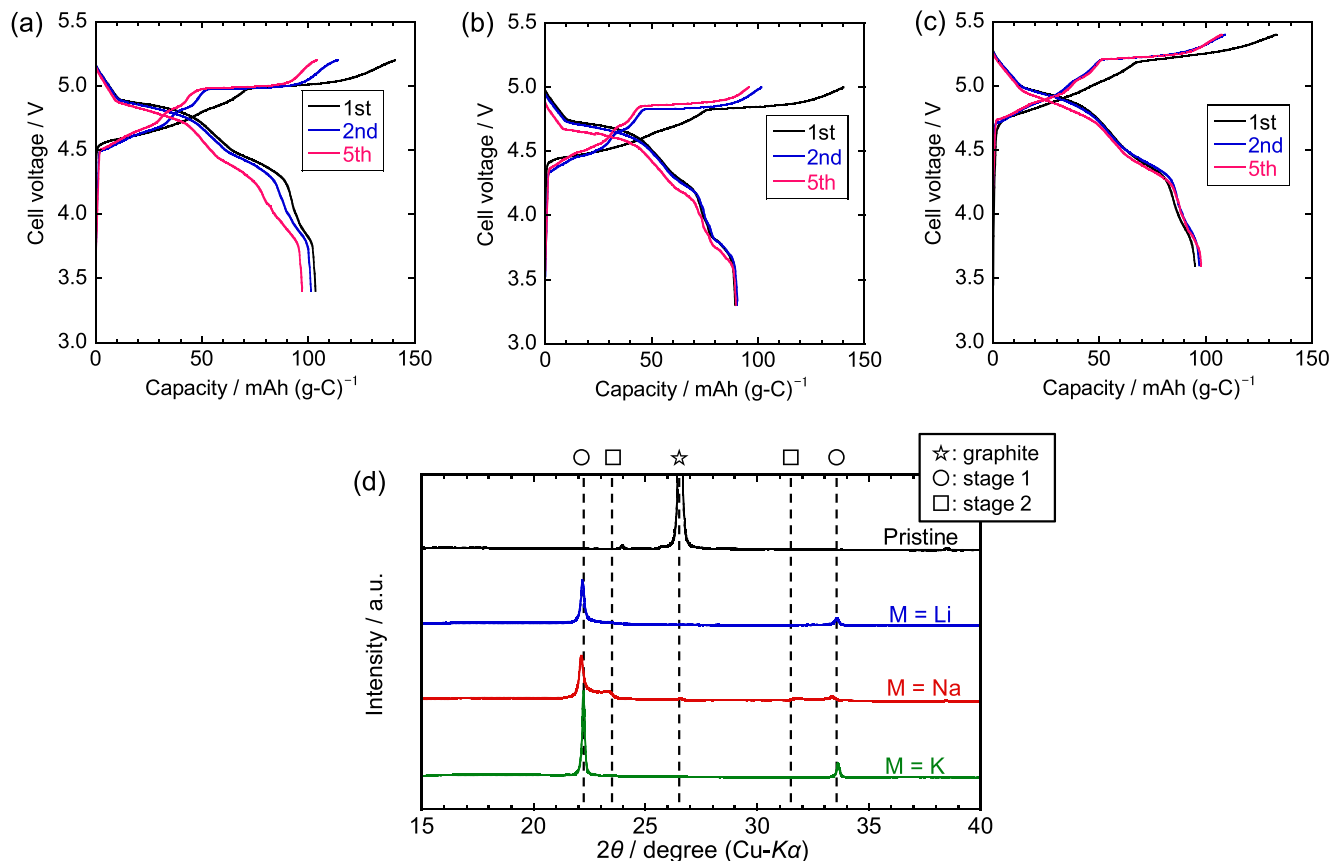 (a)
5.5
5.0
4.5
4.0
3.5
3.0
Cell voltage / V
0
50
100
150
Capacity / mAh (g-C)⁻¹
1st
2nd
5th
(b)
5.5
5.0
4.5
4.0
3.5
3.0
Cell voltage / V
0
50
100
150
Capacity / mAh (g-C)⁻¹
1st
2nd
5th
(c)
5.5
5.0
4.5
4.0
3.5
3.0
Cell voltage / V
0
50
100
150
Capacity / mAh (g-C)⁻¹
1st
2nd
5th
(d)
☆: graphite
○: stage 1
□: stage 2
Pristine
M = Li
M = Na
M = K
Intensity / a.u.
15
20
25
30
35
40
2θ / degree (Cu-Kα)